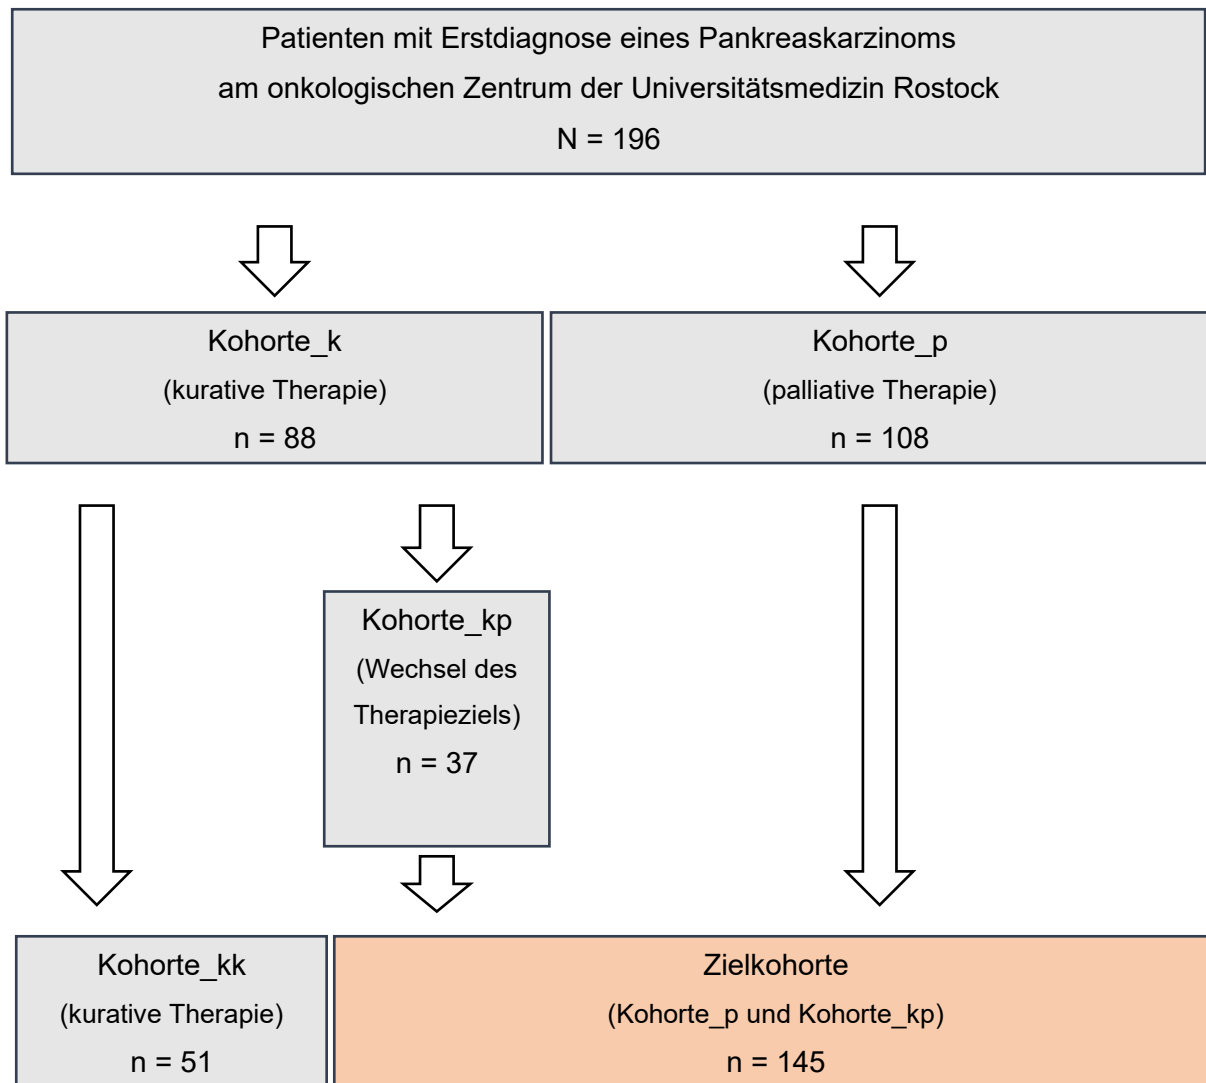 Patienten mit Erstdiagnose eines Pankreaskarzinoms
am onkologischen Zentrum der Universitätsmedizin Rostock
N = 196
Kohorte_k
(kurative Therapie)
n = 88
Kohorte_p
(palliative Therapie)
n = 108
Kohorte_kp
(Wechsel des
Therapieziels)
n = 37
Kohorte_kk
(kurative Therapie)
n = 51
Zielkohorte
(Kohorte_p und Kohorte_kp)
n = 145